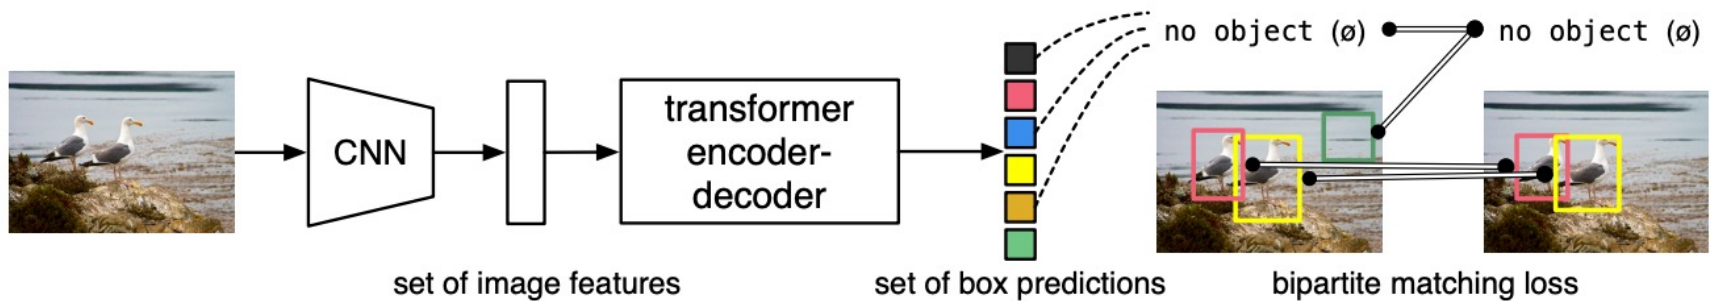 no object (ø)
no object (ø)
CNN
transformer
encoder-
decoder
set of image features
set of box predictions
bipartite matching loss